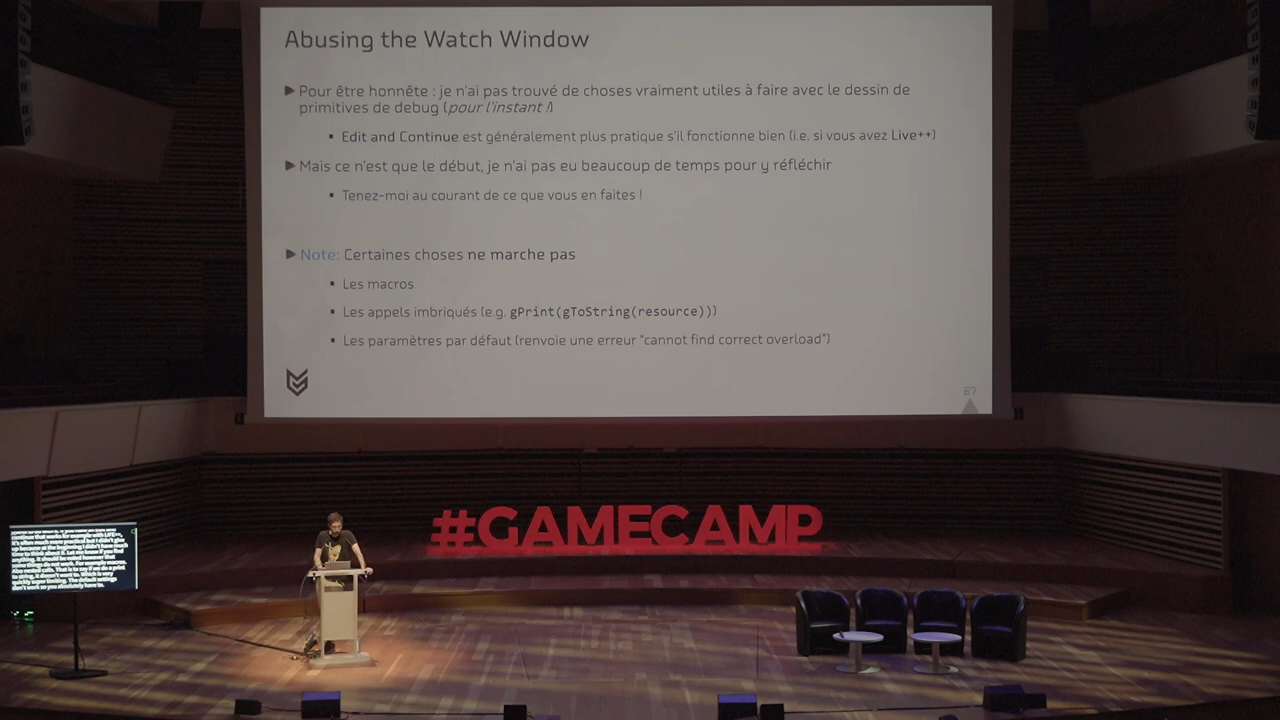 Abusing the Watch Window
Pour être honnête : je n'ai pas trouvé de choses vraiment utiles à faire avec le dessin de
primitives de debug (pour l'instant !)
Edit and Continue est généralement plus pratique s'il fonctionne bien (i.e. si vous avez Live++)
Mais ce n'est que le début, je n'ai pas eu beaucoup de temps pour y réfléchir
Tenez-moi au courant de ce que vous en faites !
Note: Certaines choses ne marche pas
Les macros
Les appels imbriqués (e.g. gPrint(gToString(resource)))
Les paramètres par défaut (renvoie une erreur "cannot find correct overload")
67
#GAMECAMP